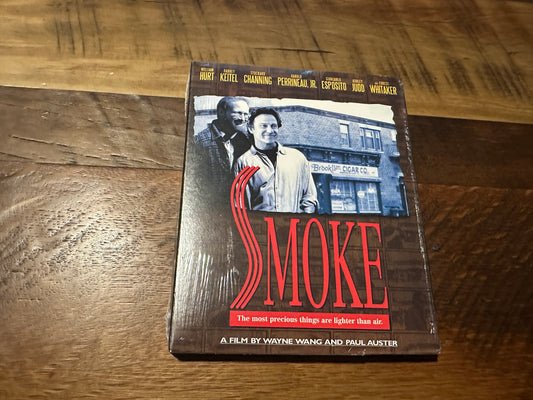 WILLIAM HURT HARVEY KEITEL STOCKARD CHANNING HAROLD PERRINEAU, JR. GIANCARLO ESPOSITO ASHLEY JUDD AND FOREST WHITAKER
Brooklyn CIGAR CO.
SMOKE
The most precious things are lighter than air.
A FILM BY WAYNE WANG AND PAUL AUSTER